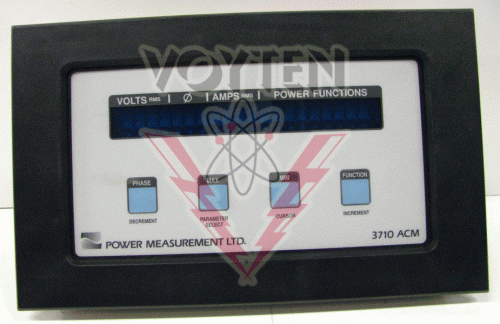 VOYTEN
VOLTS RMS | Ø | AMPS RMS | POWER FUNCTIONS
PHASE MAX MIN FUNCTION
DECREMENT PARAMETER SELECT CURSOR INCREMENT
POWER MEASUREMENT LTD. 3710 ACM